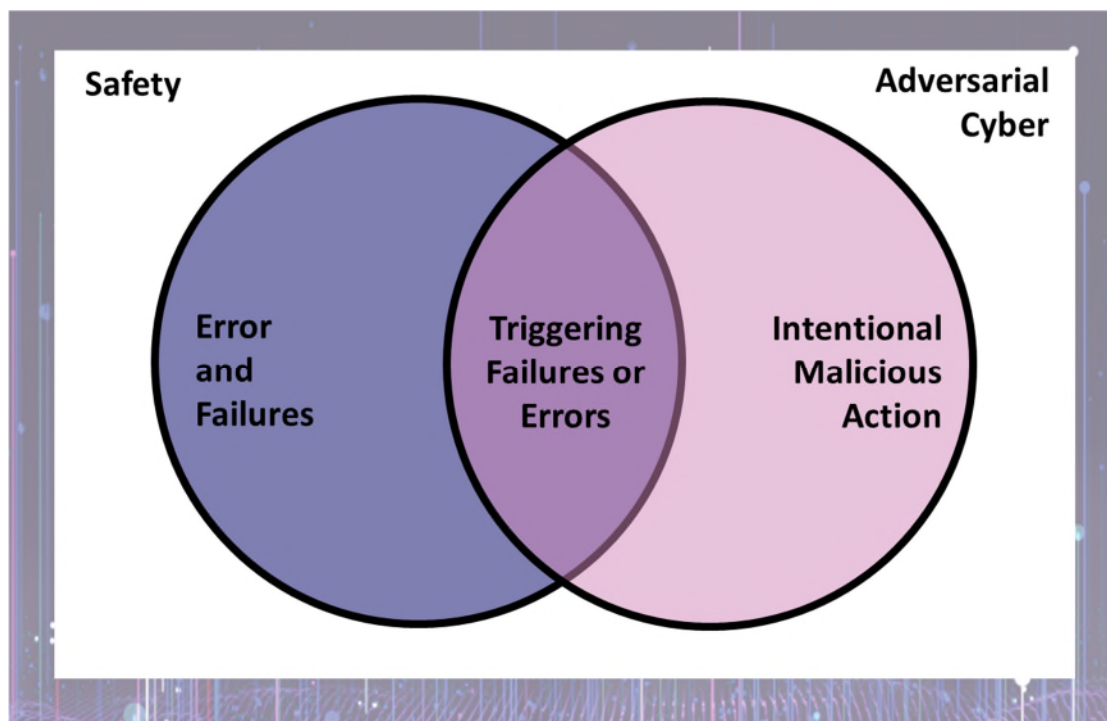 Safety
Adversarial
Cyber
Error
and
Failures
Triggering
Failures or
Errors
Intentional
Malicious
Action